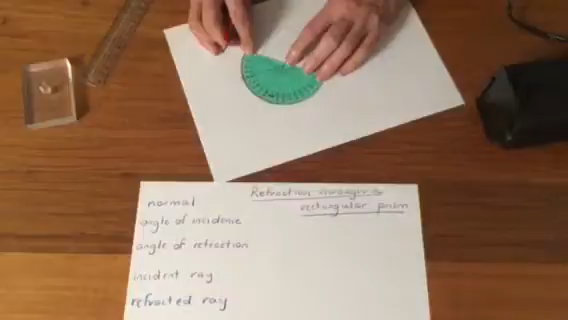 Refraction through a
rectangular prism
normal
angle of incidence
angle of refraction
incident ray
refracted ray